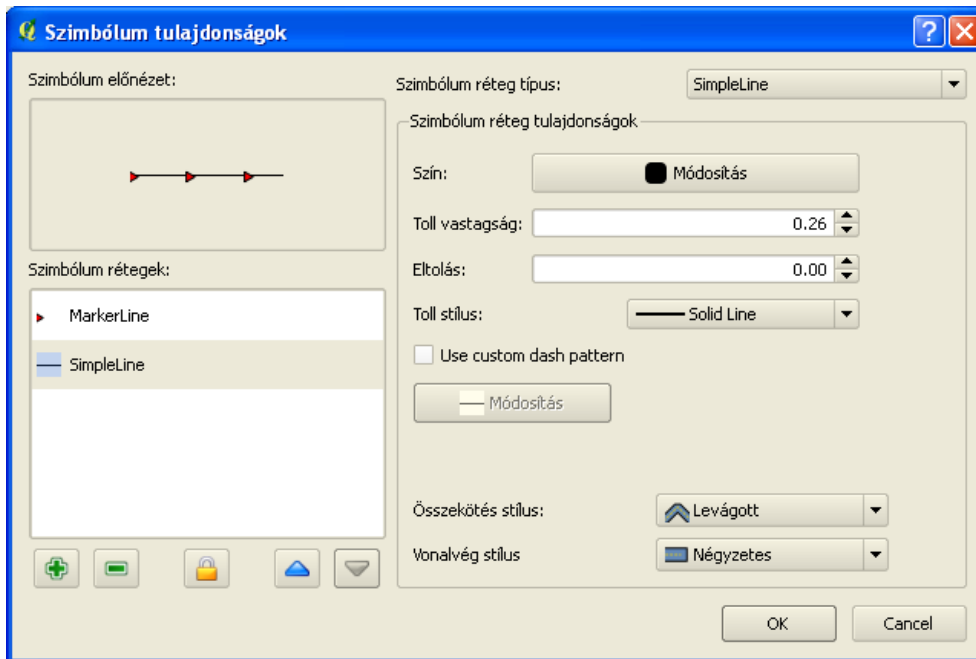 Szimbólum tulajdonságok
Szimbólum előnézet:
Szimbólum rétegek:
MarkerLine
SimpleLine
Szimbólum réteg típus:
SimpleLine
Szimbólum réteg tulajdonságok
Szín:
Módosítás
Toll vastagság:
0.26
Eltolás:
0.00
Toll stílus:
Solid Line
Use custom dash pattern
Módosítás
Összekötés stílus:
Levágott
Vonalvég stílus
Négyzetes
OK
Cancel